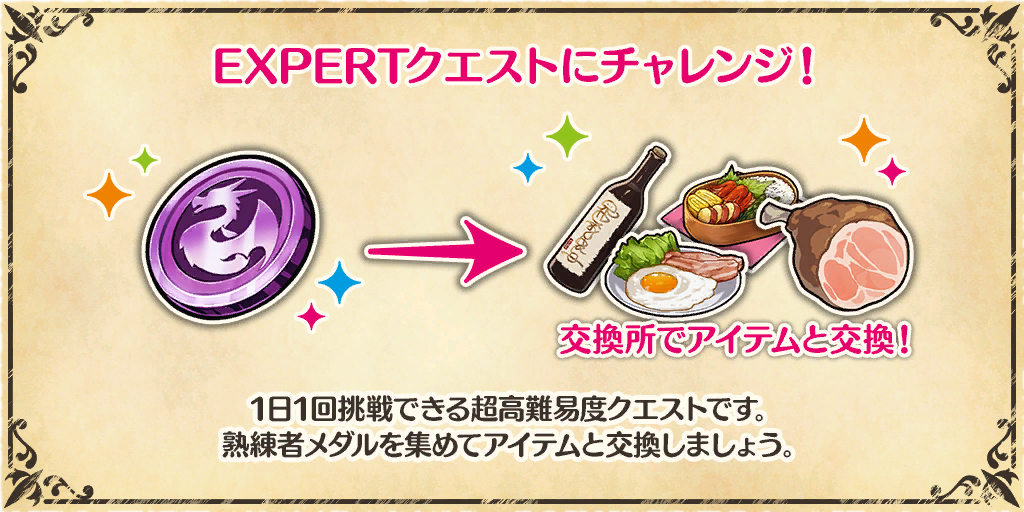 EXPERTクエストにチャレンジ！
交換所でアイテムと交換！
1日1回挑戦できる超高難易度クエストです。
熟練者メダルを集めてアイテムと交換しましょう。